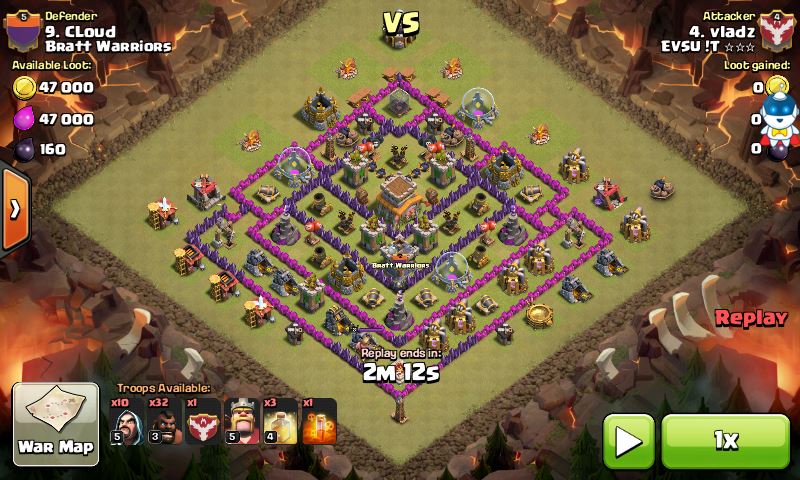 5
Defender
9. CLoud
Bratt Warriors
VS
4
Attacker
4. vladz
EVSU !T
Available Loot:
47 000
47 000
160
Loot gained:
0
0
0
Bratt Warriors
Replay
Replay ends in:
2M 12s
War Map
Troops Available:
x10 x32 x1 x3 x1
5 3 5 4
1x